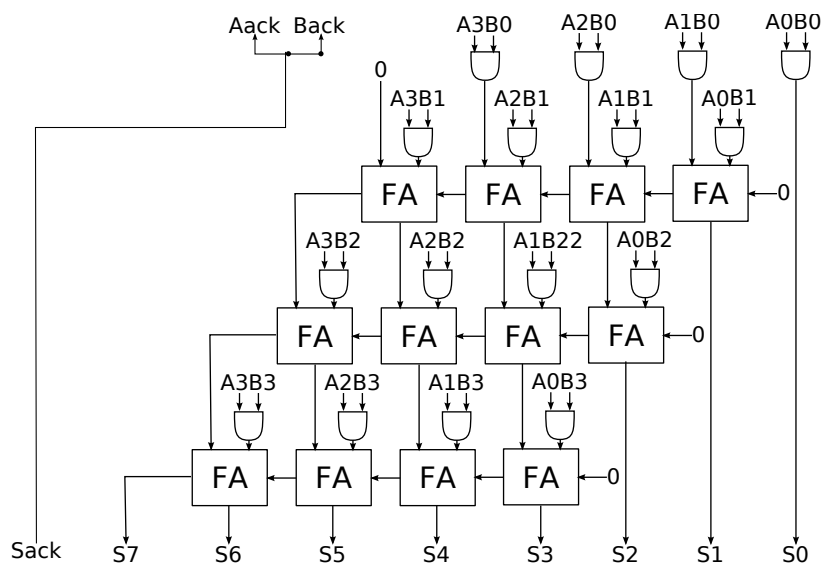 Aack Back A3B0 A2B0 A1B0 A0B0
0 A3B1 A2B1 A1B1 A0B1
FA FA FA FA 0
A3B2 A2B2 A1B22 A0B2
FA FA FA FA 0
A3B3 A2B3 A1B3 A0B3
FA FA FA FA 0
Sack S7 S6 S5 S4 S3 S2 S1 S0